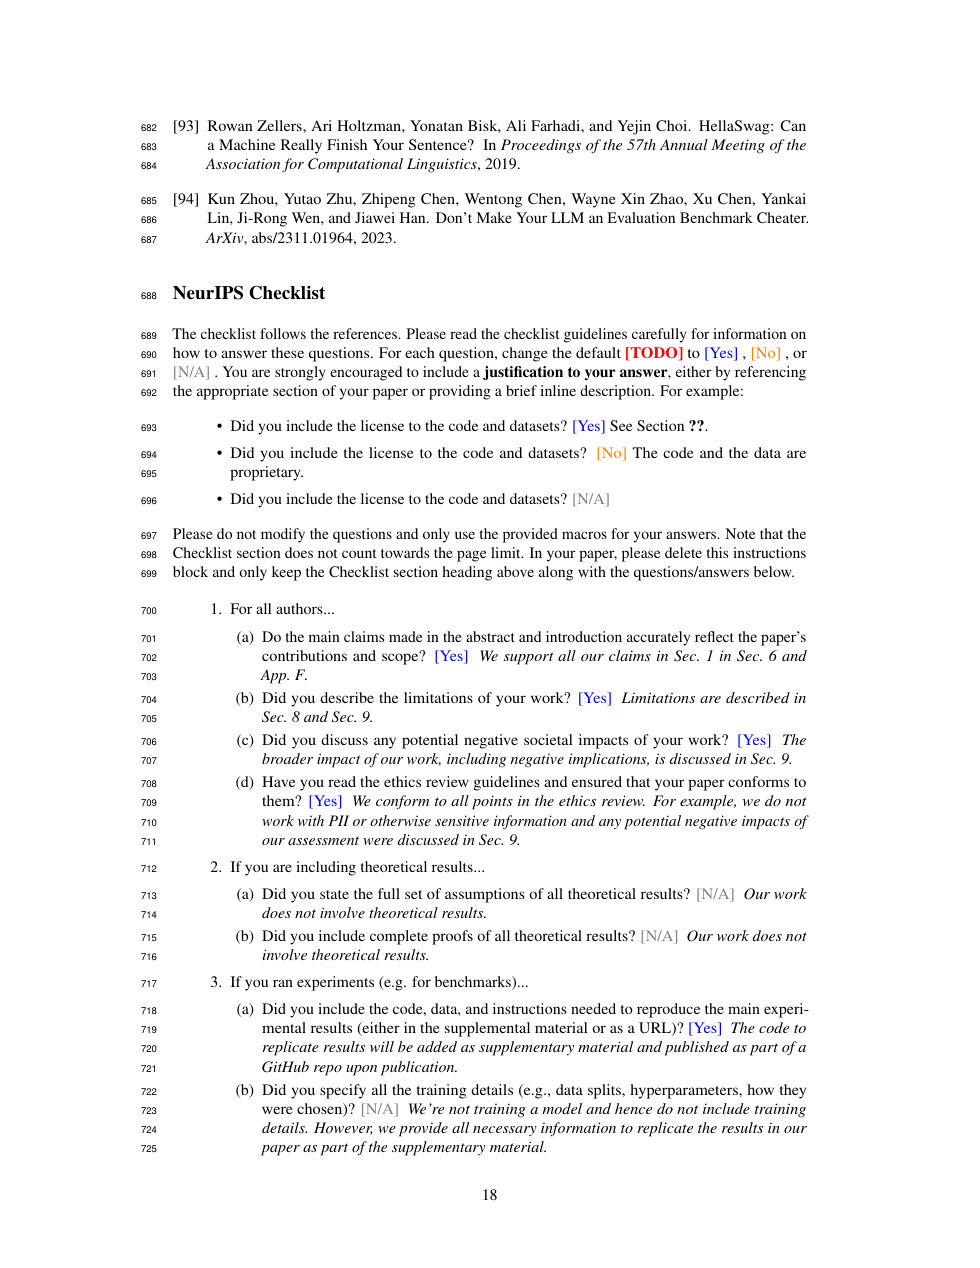 682 [93] Rowan Zellers, Ari Holtzman, Yonatan Bisk, Ali Farhadi, and Yejin Choi. HellaSwag: Can
683 a Machine Really Finish Your Sentence? In Proceedings of the 57th Annual Meeting of the
684 Association for Computational Linguistics, 2019.
685 [94] Kun Zhou, Yutao Zhu, Zhipeng Chen, Wentong Chen, Wayne Xin Zhao, Xu Chen, Yankai
686 Lin, Ji-Rong Wen, and Jiawei Han. Don't Make Your LLM an Evaluation Benchmark Cheater.
687 ArXiv, abs/2311.01964, 2023.
688 NeurIPS Checklist
689 The checklist follows the references. Please read the checklist guidelines carefully for information on
690 how to answer these questions. For each question, change the default [TODO] to [Yes] , [No] , or
691 [N/A] . You are strongly encouraged to include a justification to your answer, either by referencing
692 the appropriate section of your paper or providing a brief inline description. For example:
693 • Did you include the license to the code and datasets? [Yes] See Section ??.
694 • Did you include the license to the code and datasets? [No] The code and the data are
695 proprietary.
696 • Did you include the license to the code and datasets? [N/A]
697 Please do not modify the questions and only use the provided macros for your answers. Note that the
698 Checklist section does not count towards the page limit. In your paper, please delete this instructions
699 block and only keep the Checklist section heading above along with the questions/answers below.
700 1. For all authors...
701 (a) Do the main claims made in the abstract and introduction accurately reflect the paper's
702 contributions and scope? [Yes] We support all our claims in Sec. 1 in Sec. 6 and
703 App. F.
704 (b) Did you describe the limitations of your work? [Yes] Limitations are described in
705 Sec. 8 and Sec. 9.
706 (c) Did you discuss any potential negative societal impacts of your work? [Yes] The
707 broader impact of our work, including negative implications, is discussed in Sec. 9.
708 (d) Have you read the ethics review guidelines and ensured that your paper conforms to
709 them? [Yes] We conform to all points in the ethics review. For example, we do not
710 work with PII or otherwise sensitive information and any potential negative impacts of
711 our assessment were discussed in Sec. 9.
712 2. If you are including theoretical results...
713 (a) Did you state the full set of assumptions of all theoretical results? [N/A] Our work
714 does not involve theoretical results.
715 (b) Did you include complete proofs of all theoretical results? [N/A] Our work does not
716 involve theoretical results.
717 3. If you ran experiments (e.g. for benchmarks)...
718 (a) Did you include the code, data, and instructions needed to reproduce the main experi-
719 mental results (either in the supplemental material or as a URL)? [Yes] The code to
720 replicate results will be added as supplementary material and published as part of a
721 GitHub repo upon publication.
722 (b) Did you specify all the training details (e.g., data splits, hyperparameters, how they
723 were chosen)? [N/A] We're not training a model and hence do not include training
724 details. However, we provide all necessary information to replicate the results in our
725 paper as part of the supplementary material.
18